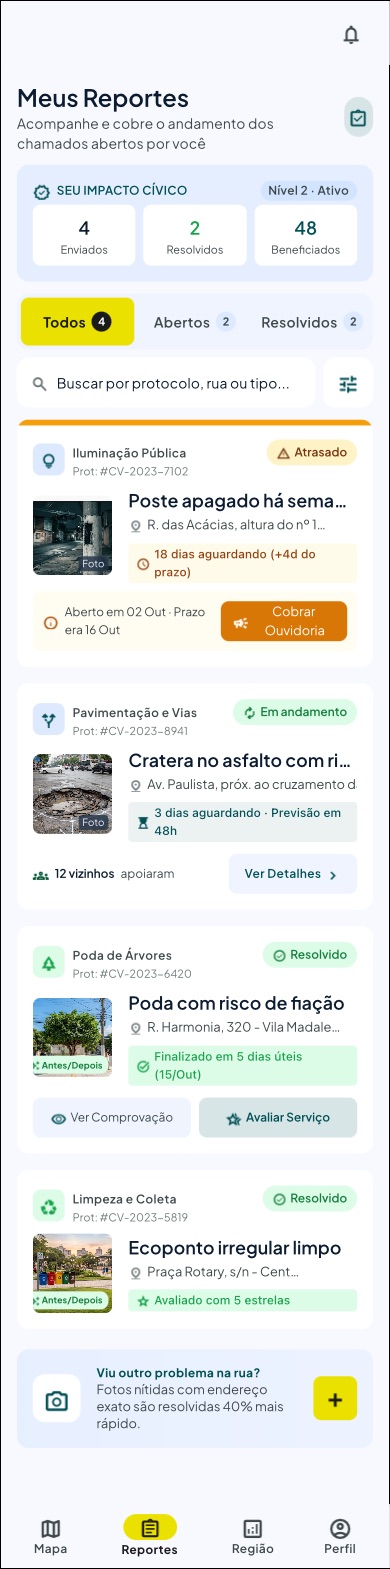 Meus Reportes
Acompanhe e cobre o andamento dos
chamados abertos por você
SEU IMPACTO CÍVICO
Nível 2 · Ativo
4
Enviados
2
Resolvidos
48
Beneficiados
Todos 4
Abertos 2
Resolvidos 2
Buscar por protocolo, rua ou tipo...
Iluminação Pública
Prot: #CV-2023-7102
Atrasado
Foto
Poste apagado há sema...
R. das Acácias, altura do nº 1...
18 dias aguardando (+4d do
prazo)
Aberto em 02 Out · Prazo
era 16 Out
Cobrar
Ouvidoria
Pavimentação e Vias
Prot: #CV-2023-8941
Em andamento
Foto
Cratera no asfalto com ri...
Av. Paulista, próx. ao cruzamento d
3 dias aguardando · Previsão em
48h
12 vizinhos apoiaram
Ver Detalhes
Poda de Árvores
Prot: #CV-2023-6420
Resolvido
Antes/Depois
Poda com risco de fiação
R. Harmonia, 320 - Vila Madale...
Finalizado em 5 dias úteis
(15/Out)
Ver Comprovação
Avaliar Serviço
Limpeza e Coleta
Prot: #CV-2023-5819
Resolvido
Antes/Depois
Ecoponto irregular limpo
Praça Rotary, s/n - Cent...
Avaliado com 5 estrelas
Viu outro problema na rua?
Fotos nítidas com endereço
exato são resolvidas 40% mais
rápido.
+
Mapa
Reportes
Região
Perfil